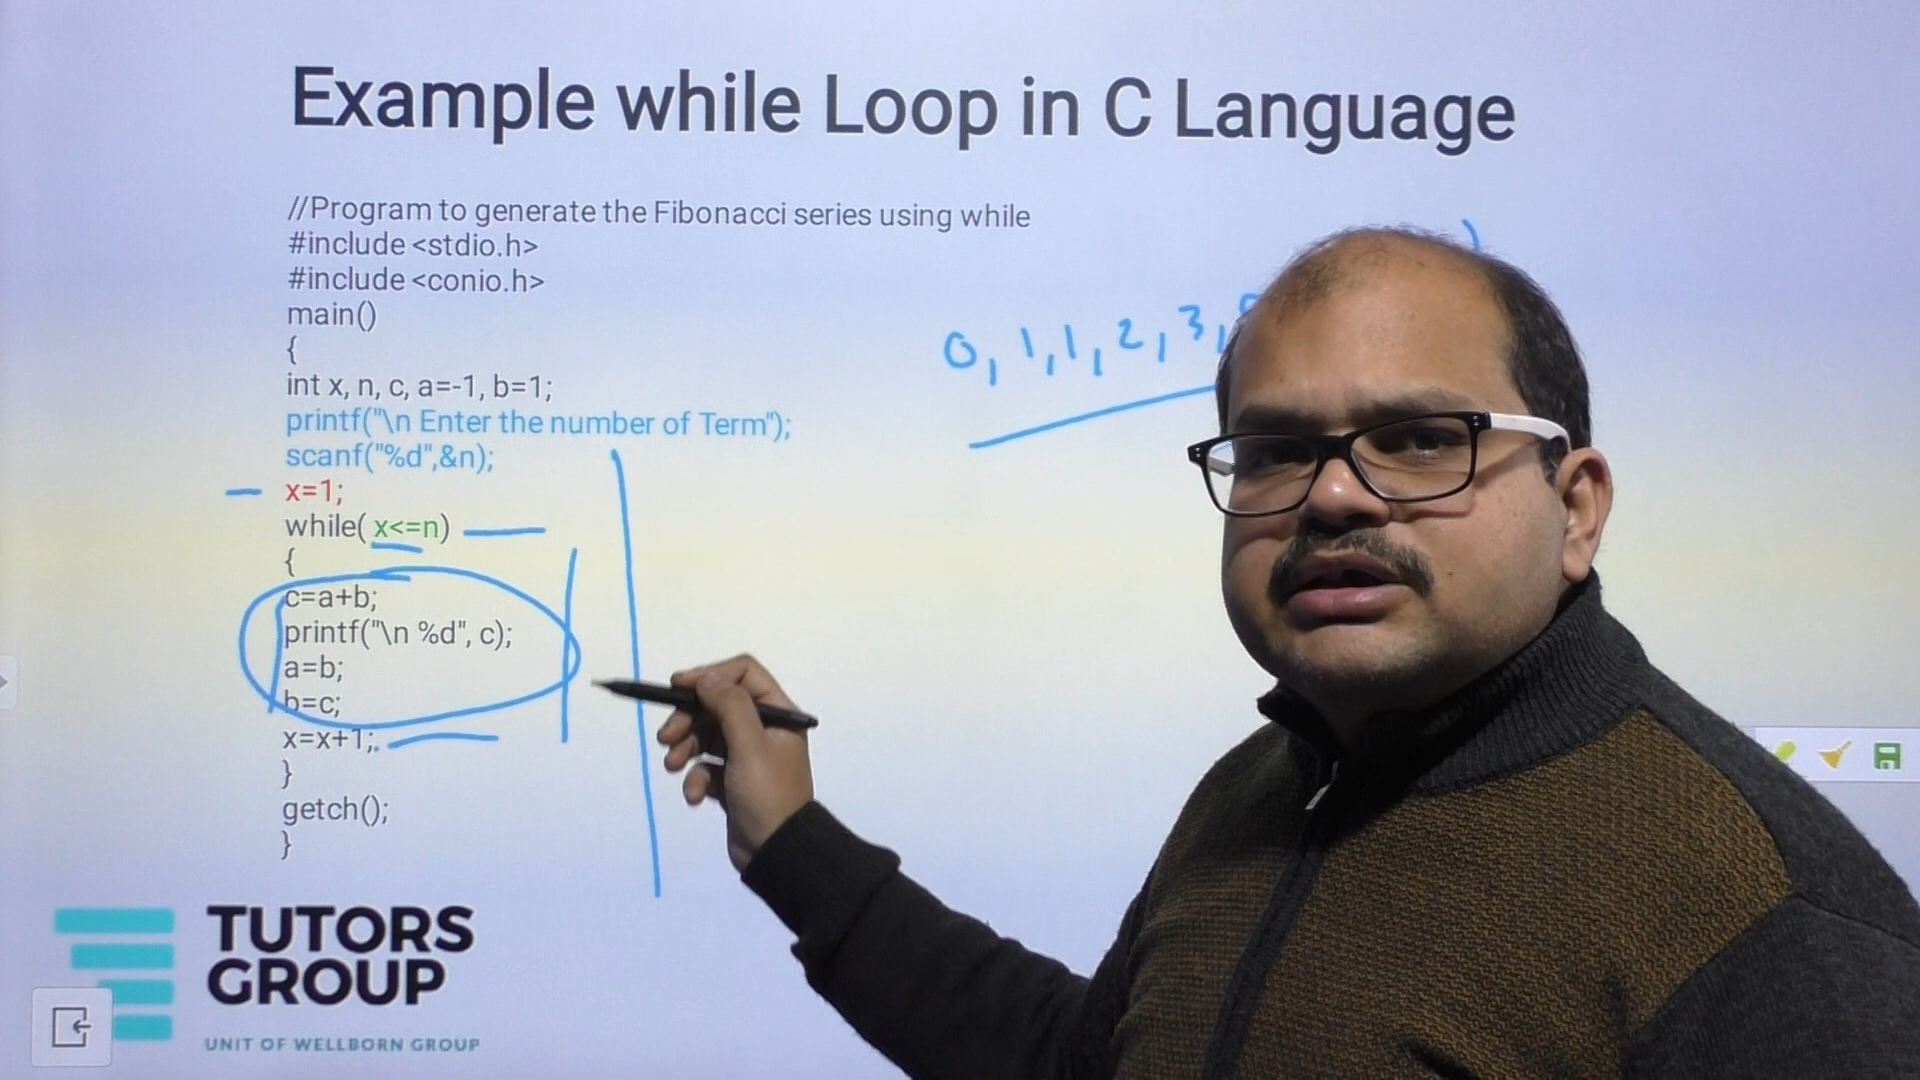 Example while Loop in C Language
//Program to generate the Fibonacci series using while
#include <stdio.h>
#include <conio.h>
main()
{
int x, n, c, a=-1, b=1;
printf("\n Enter the number of Term");
scanf("%d",&n);
x=1;
while( x<=n)
{
c=a+b;
printf("\n %d", c);
a=b;
b=c;
x=x+1;
}
getch();
}
0, 1, 1, 2, 3,
TUTORS
GROUP
UNIT OF WELLBORN GROUP